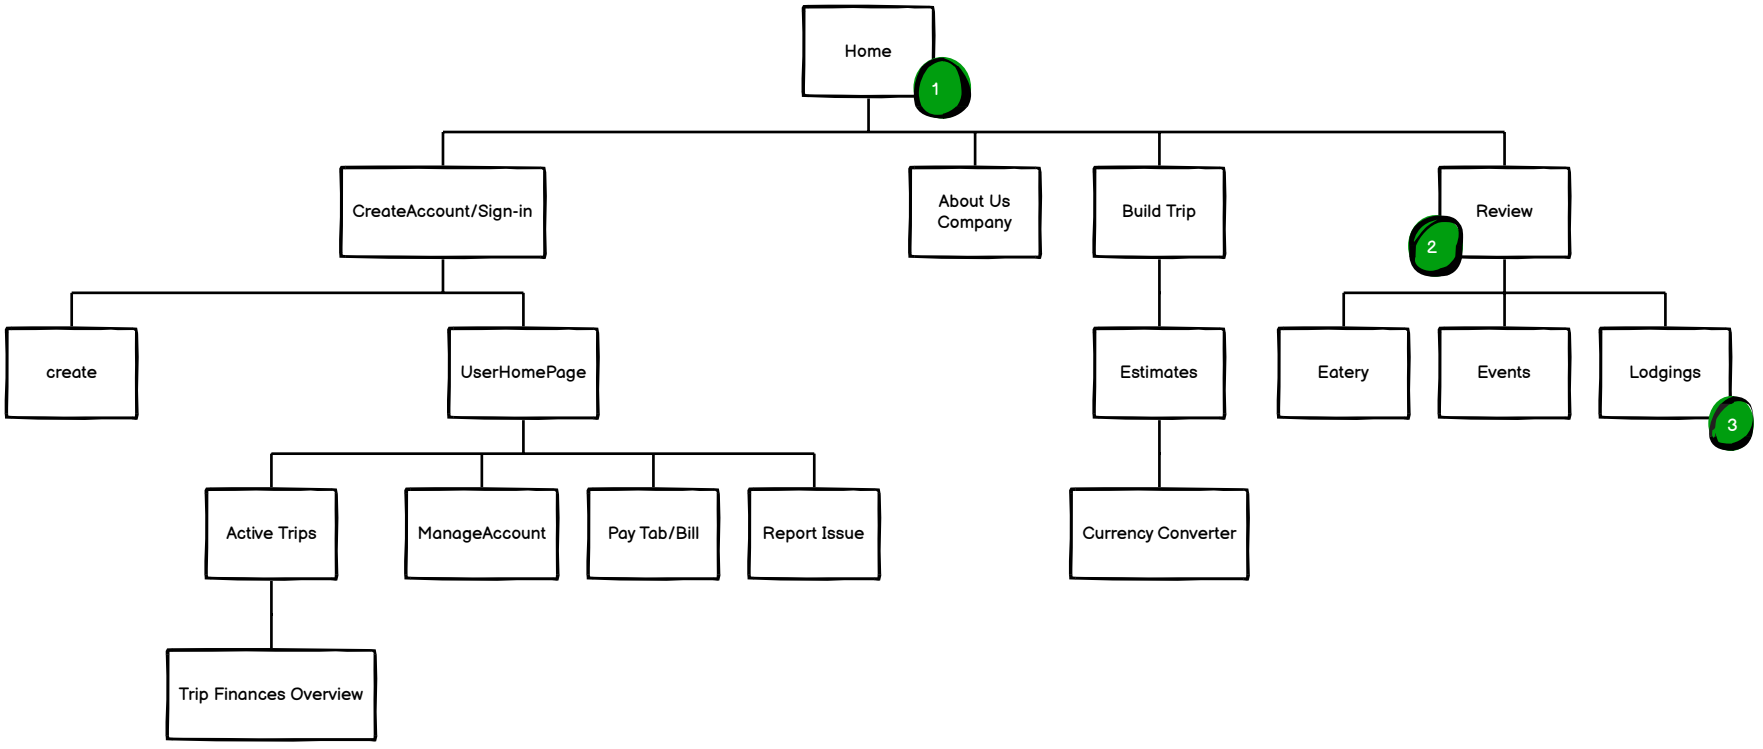 Home
1
CreateAccount/Sign-in
About Us
Company
Build Trip
Review
2
create
UserHomePage
Estimates
Eatery
Events
Lodgings
3
Active Trips
ManageAccount
Pay Tab/Bill
Report Issue
Currency Converter
Trip Finances Overview